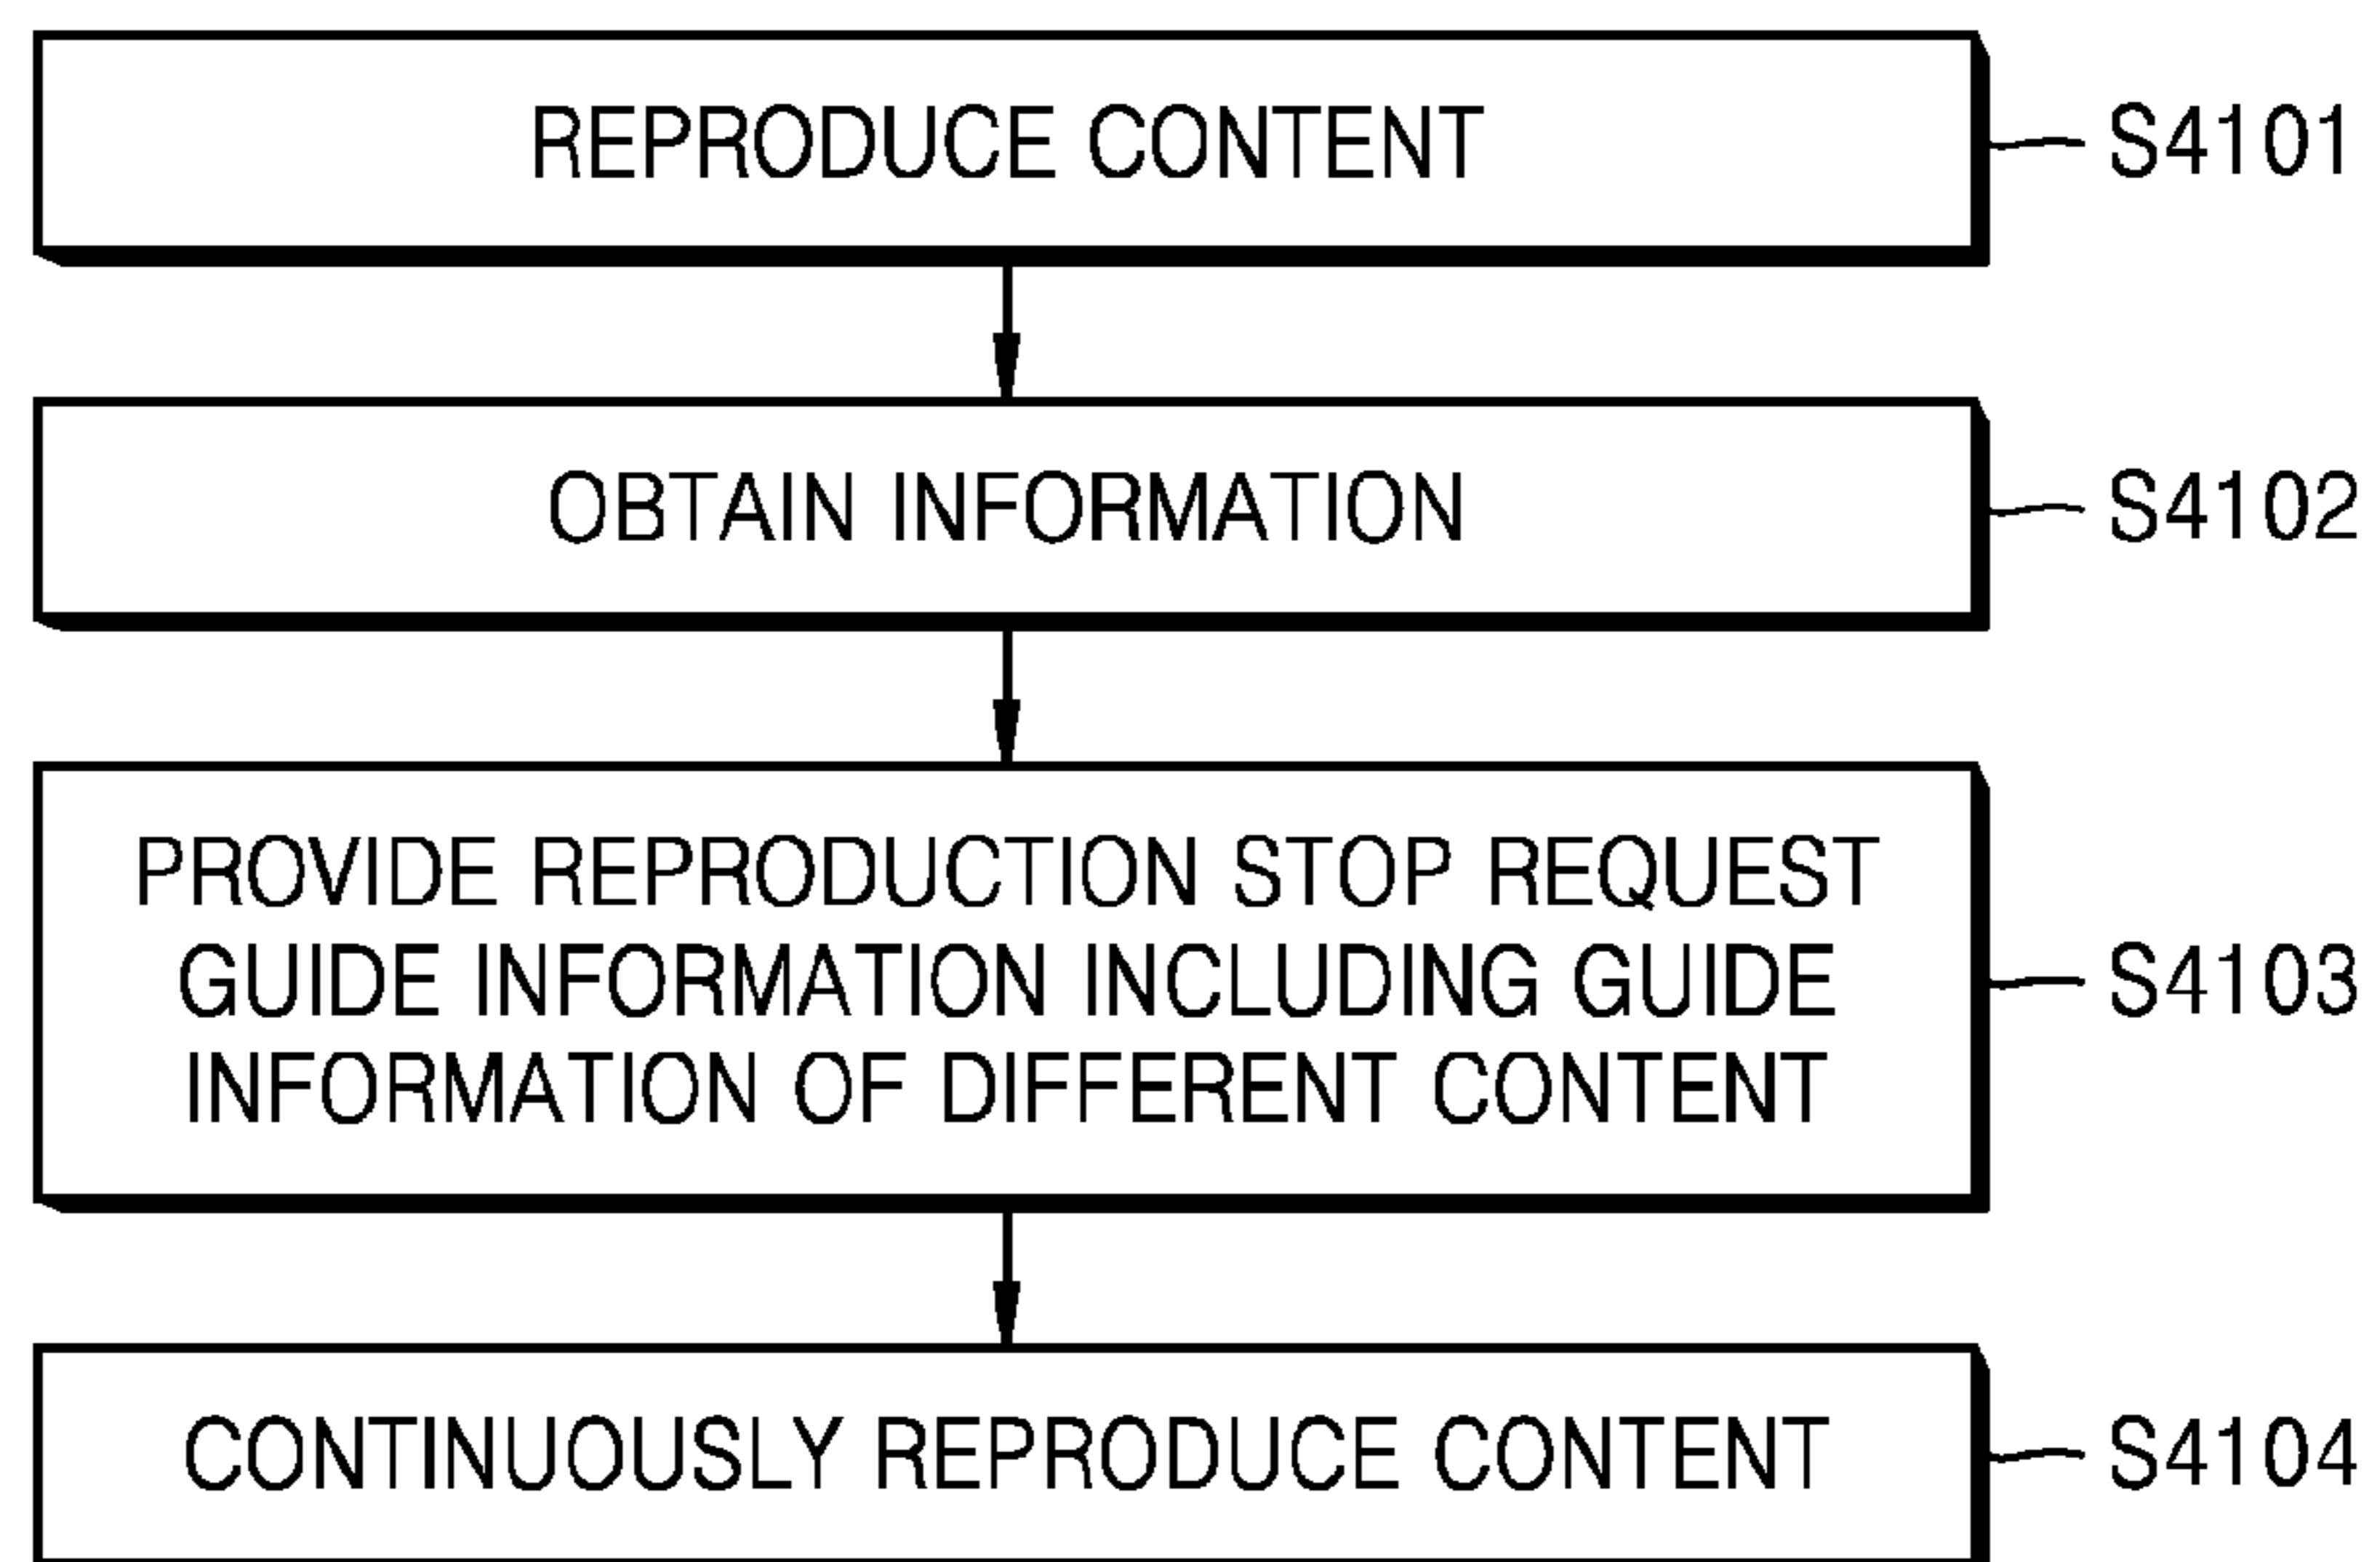 REPRODUCE CONTENT
S4101
OBTAIN INFORMATION
S4102
PROVIDE REPRODUCTION STOP REQUEST
GUIDE INFORMATION INCLUDING GUIDE
INFORMATION OF DIFFERENT CONTENT
S4103
CONTINUOUSLY REPRODUCE CONTENT
S4104